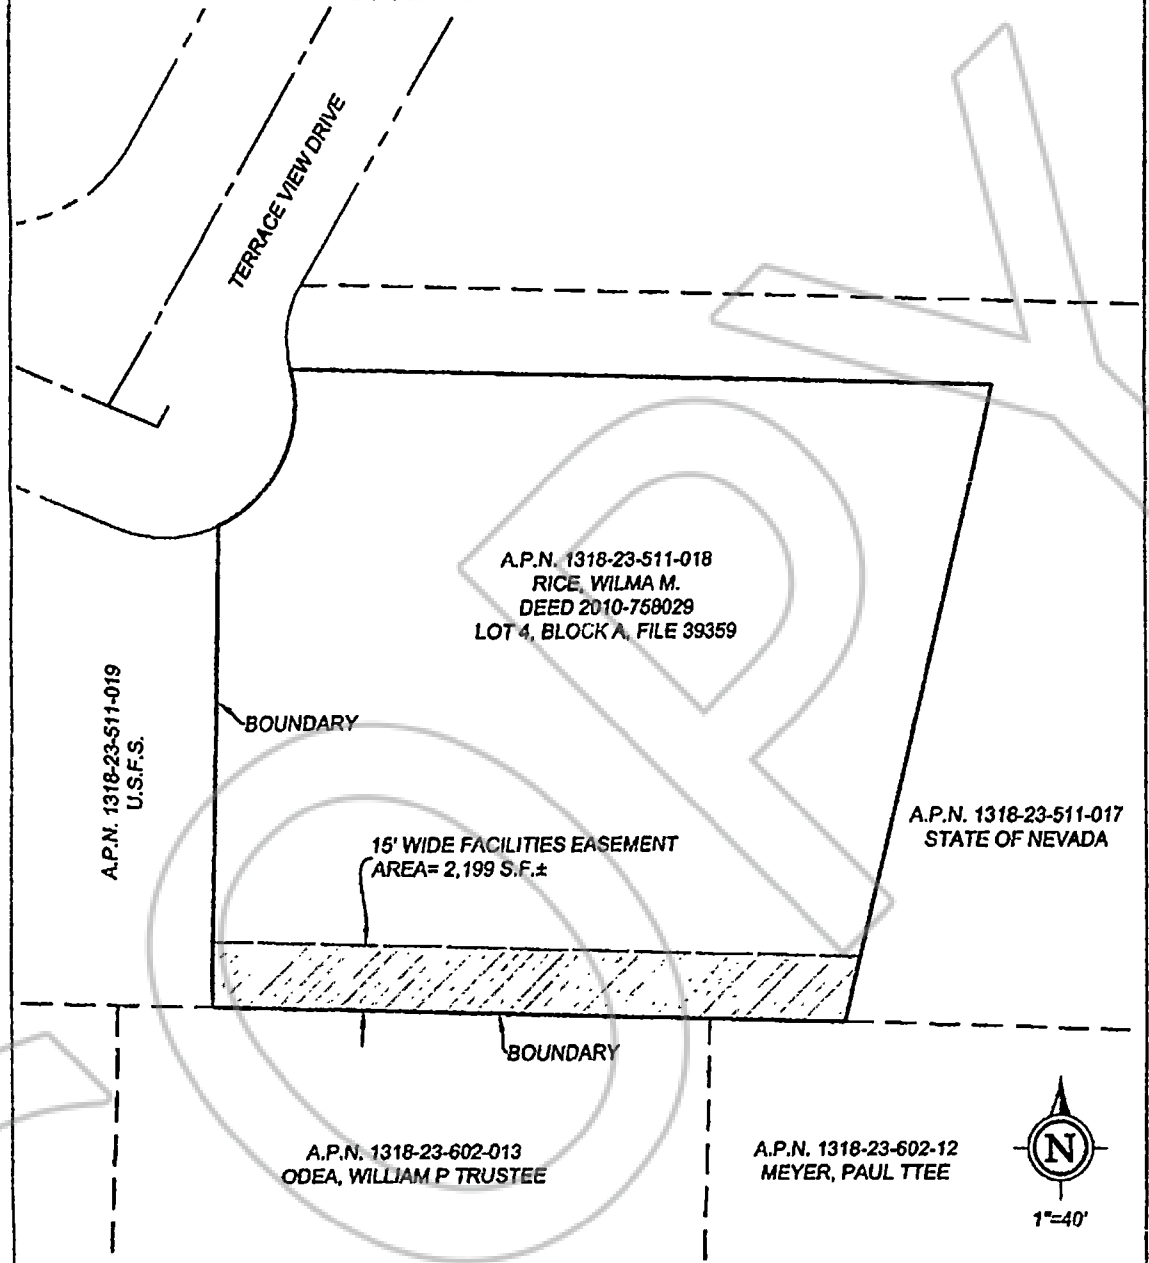 TERRACE VIEW DRIVE
A.P.N. 1318-23-511-018
RICE, WILMA M.
DEED 2010-758029
LOT 4, BLOCK A, FILE 39359
A.P.N. 1318-23-511-019
U.S.F.S.
BOUNDARY
A.P.N. 1318-23-511-017
STATE OF NEVADA
15' WIDE FACILITIES EASEMENT
AREA= 2,199 S.F.±
BOUNDARY
A.P.N. 1318-23-602-013
ODEA, WILLIAM P TRUSTEE
A.P.N. 1318-23-602-12
MEYER, PAUL TTEE
N
1"=40'
COPY